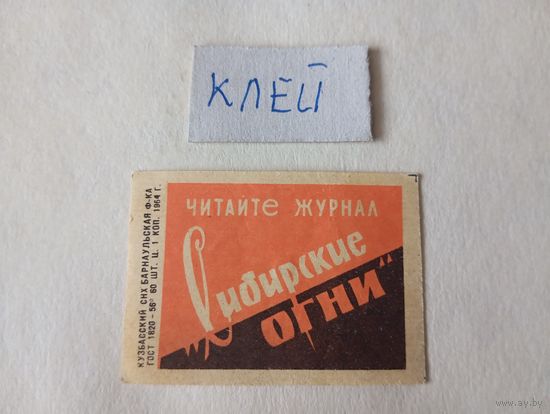 КЛЕЙ
КУЗБАССКИЙ СНХ БАРНАУЛЬСКАЯ Ф-КА
ГОСТ 1820-56° 60 ШТ. Ц. 1 КОП. 1964 Г.
ЧИТАЙТЕ ЖУРНАЛ
„Сибирские
ОГНИ“
www.ay.by